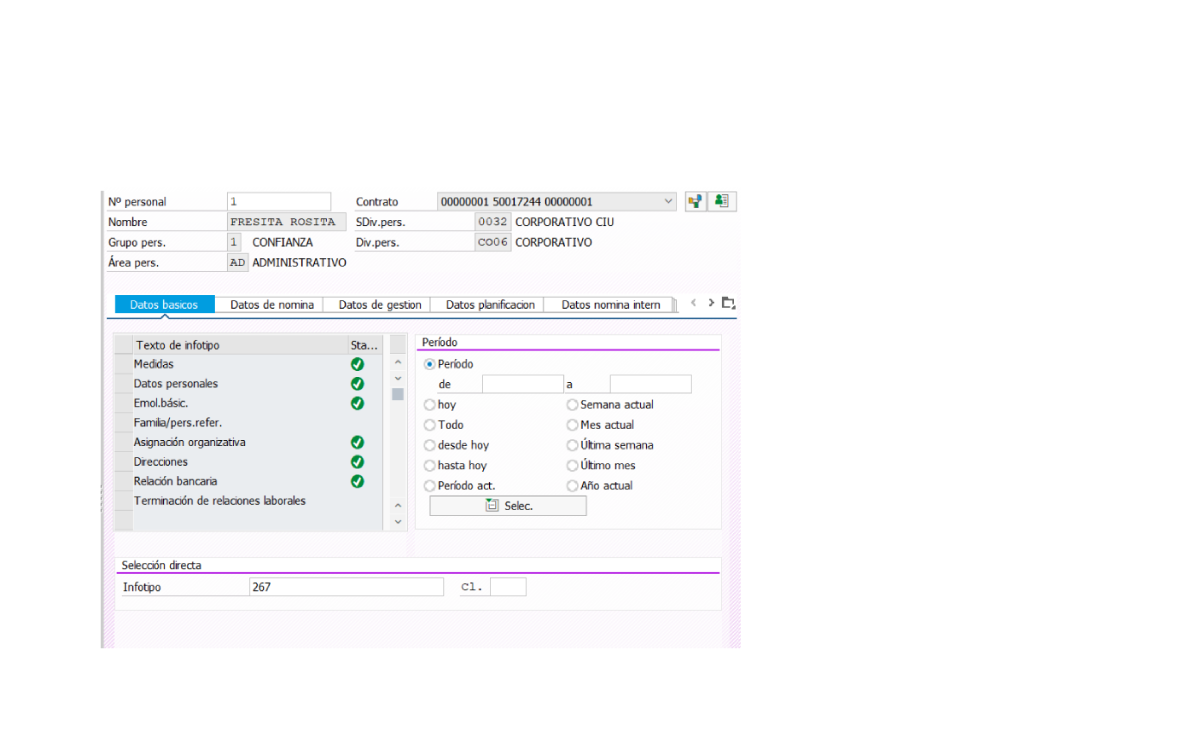 Nº personal 1 Contrato 00000001 50017244 00000001
Nombre FRESITA ROSITA SDiv.pers. 0032 CORPORATIVO CIU
Grupo pers. 1 CONFIANZA Div.pers. CO06 CORPORATIVO
Área pers. AD ADMINISTRATIVO
Datos basicos Datos de nomina Datos de gestion Datos planificacion Datos nomina intern
Texto de infotipo Sta...
Medidas
Datos personales
Emol.básic.
Familia/pers.refer.
Asignación organizativa
Direcciones
Relación bancaria
Terminación de relaciones laborales
Período
Período
de a
hoy Semana actual
Todo Mes actual
desde hoy Última semana
hasta hoy Último mes
Período act. Año actual
Selec.
Selección directa
Infotipo 267 Cl.